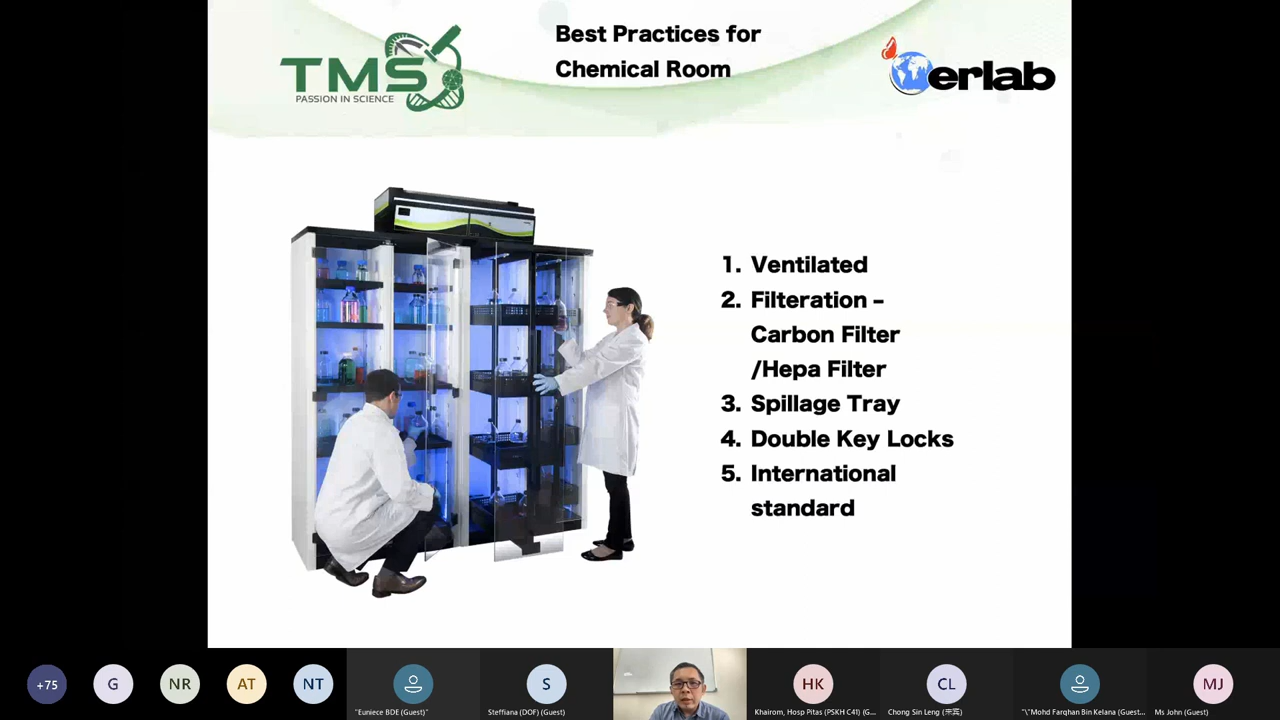 Best Practices for
Chemical Room
TMS
PASSION IN SCIENCE
erlab
1. Ventilated
2. Filteration –
Carbon Filter
/Hepa Filter
3. Spillage Tray
4. Double Key Locks
5. International
standard
+75
G
NR
AT
NT
"Euniece BDE (Guest)"
S
Steffiana (DOF) (Guest)
HK
Khairom, Hosp Pitas (PSKH C41) (G...
CL
Chong Sin Leng (宋宾)
"\"Mohd Farqhan Bin Kelana (Guest...
MJ
Ms John (Guest)